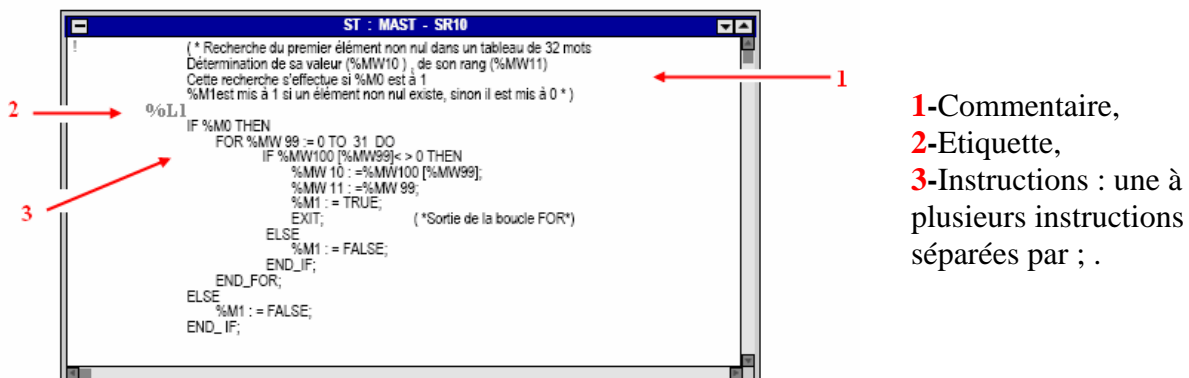 ST : MAST - SR10
! ( * Recherche du premier élément non nul dans un tableau de 32 mots
Détermination de sa valeur (%MW10 ) , de son rang (%MW11)
Cette recherche s'effectue si %M0 est à 1
%M1est mis à 1 si un élément non nul existe, sinon il est mis à 0 * )
1
2
%L1
IF %M0 THEN
FOR %MW 99 := 0 TO 31 DO
IF %MW100 [%MW99]< > 0 THEN
%MW 10 : =%MW100 [%MW99];
%MW 11 : =%MW 99;
%M1 : = TRUE;
3
EXIT; ( *Sortie de la boucle FOR*)
ELSE
%M1 : = FALSE;
END_IF;
END_FOR;
ELSE
%M1 : = FALSE;
END_ IF;
1-Commentaire,
2-Etiquette,
3-Instructions : une à
plusieurs instructions
séparées par ; .